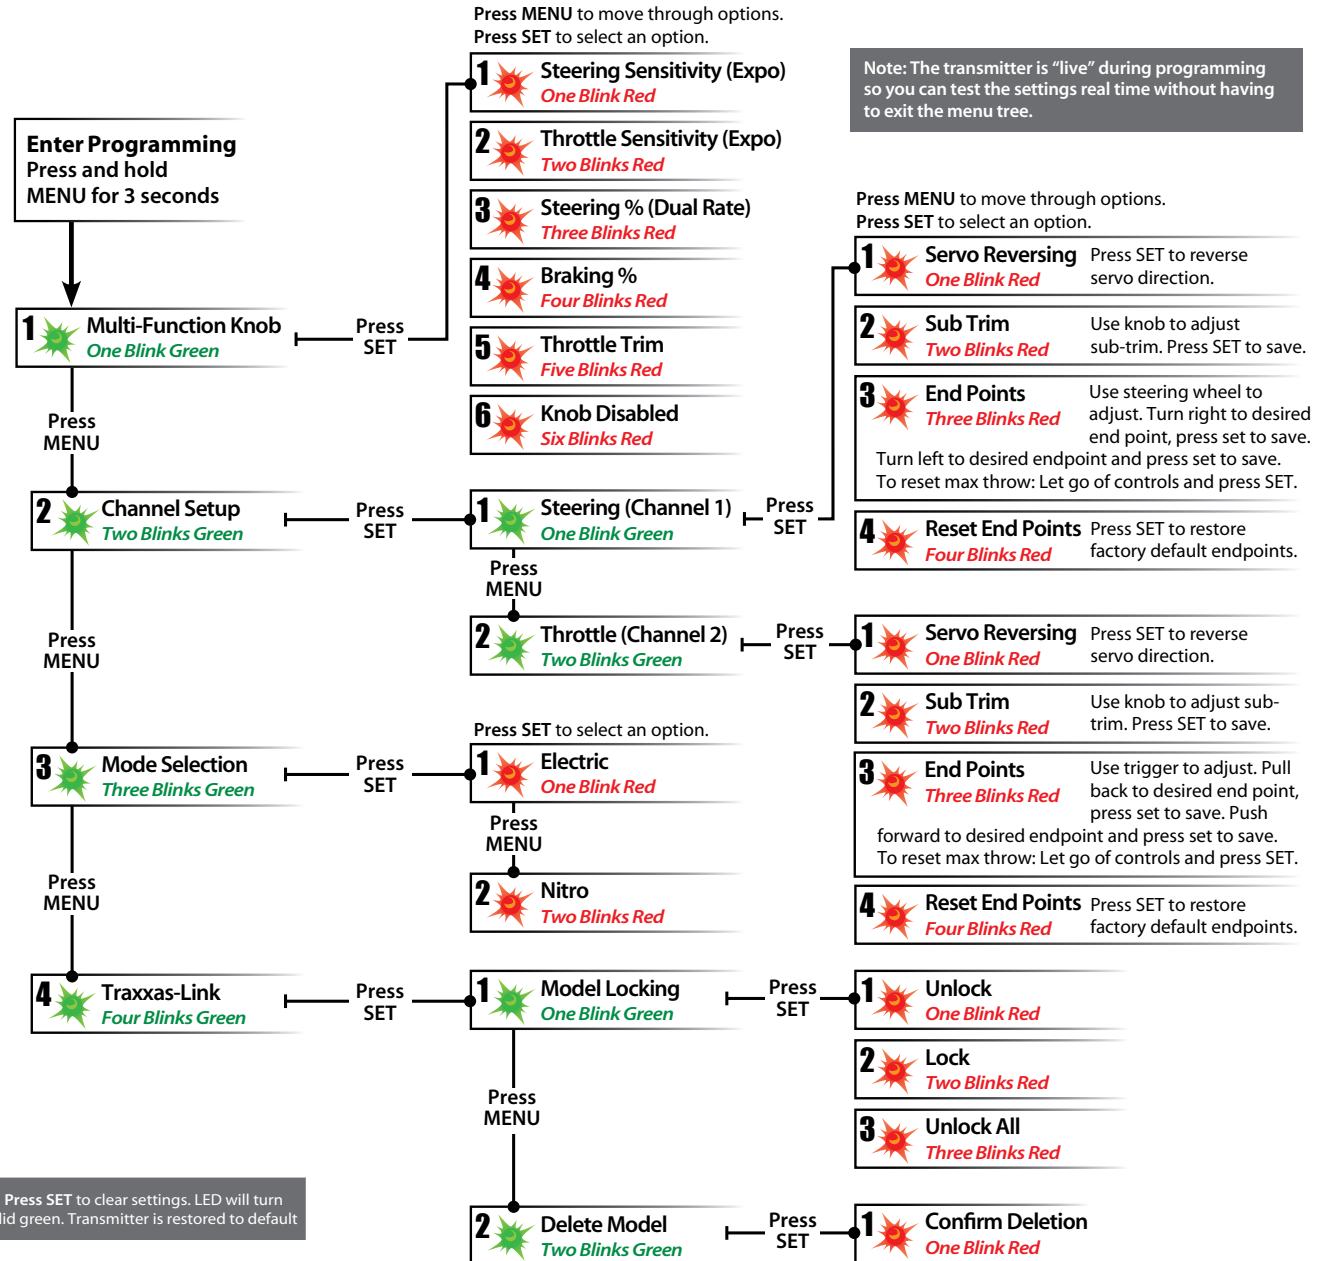 Press MENU to move through options.
Press SET to select an option.
1 Steering Sensitivity (Expo)
One Blink Red
Note: The transmitter is “live” during programming
so you can test the settings real time without having
to exit the menu tree.
Enter Programming
Press and hold
MENU for 3 seconds
2 Throttle Sensitivity (Expo)
Two Blinks Red
3 Steering % (Dual Rate)
Three Blinks Red
4 Braking %
Four Blinks Red
5 Throttle Trim
Five Blinks Red
6 Knob Disabled
Six Blinks Red
1 Multi-Function Knob
One Blink Green
Press
SET
Press
MENU
Press MENU to move through options.
Press SET to select an option.
1 Servo Reversing Press SET to reverse
One Blink Red servo direction.
2 Sub Trim Use knob to adjust
Two Blinks Red sub-trim. Press SET to save.
3 End Points Use steering wheel to
Three Blinks Red adjust. Turn right to desired
end point, press set to save.
Turn left to desired endpoint and press set to save.
To reset max throw: Let go of controls and press SET.
4 Reset End Points Press SET to restore
Four Blinks Red factory default endpoints.
2 Channel Setup
Two Blinks Green
Press
SET
1 Steering (Channel 1)
One Blink Green
Press
SET
Press
MENU
2 Throttle (Channel 2)
Two Blinks Green
Press
SET
1 Servo Reversing Press SET to reverse
One Blink Red servo direction.
2 Sub Trim Use knob to adjust sub-
Two Blinks Red trim. Press SET to save.
3 End Points Use trigger to adjust. Pull
Three Blinks Red back to desired end point,
press set to save. Push
forward to desired endpoint and press set to save.
To reset max throw: Let go of controls and press SET.
4 Reset End Points Press SET to restore
Four Blinks Red factory default endpoints.
Press
MENU
3 Mode Selection
Three Blinks Green
Press
SET
Press SET to select an option.
1 Electric
One Blink Red
Press
MENU
2 Nitro
Two Blinks Red
Press
MENU
4 Traxxas-Link
Four Blinks Green
Press
SET
1 Model Locking
One Blink Green
Press
SET
1 Unlock
One Blink Red
2 Lock
Two Blinks Red
3 Unlock All
Three Blinks Red
Press
MENU
2 Delete Model
Two Blinks Green
Press
SET
1 Confirm Deletion
One Blink Red
Press SET to clear settings. LED will turn
green. Transmitter is restored to default